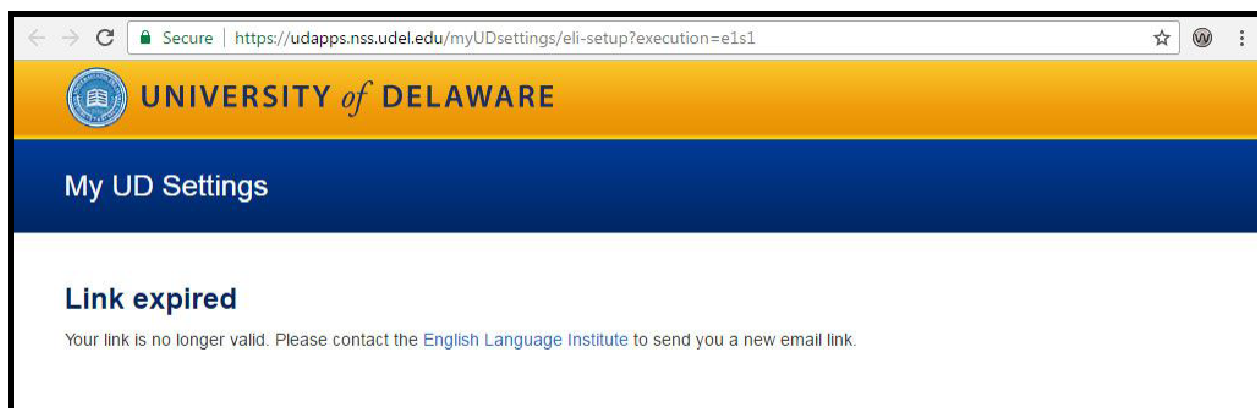 Secure | https://udapps.nss.udel.edu/myUDsettings/eli-setup?execution=e1s1
UNIVERSITY of DELAWARE
My UD Settings
Link expired
Your link is no longer valid. Please contact the English Language Institute to send you a new email link.